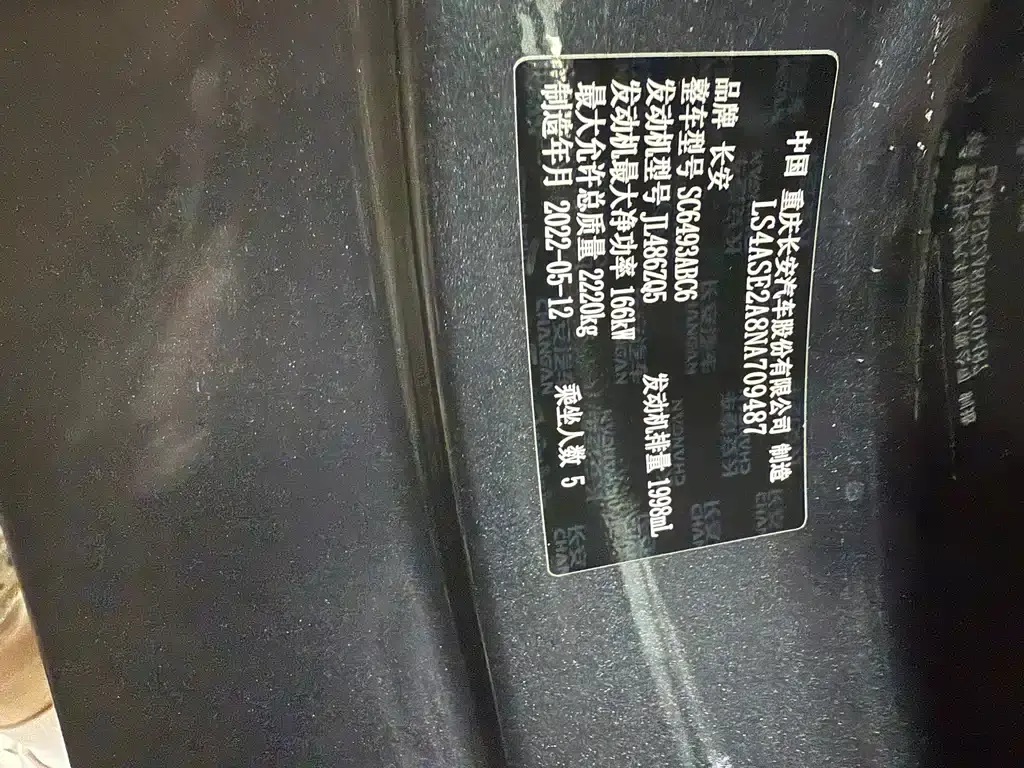 中国 重庆长安汽车股份有限公司 制造
LS4ASE2A8NA709487
品牌 长安
整车型号 SC6493ABC6
发动机型号 JL486ZQ5 发动机排量 1998mL
发动机最大净功率 166kW
最大允许总质量 2220kg
制造年月 2022-05-12 乘坐人数 5